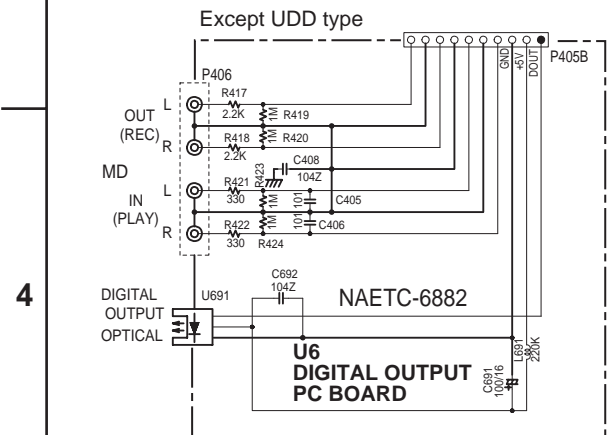 Except UDD type
P405B
GND
+5V
DOUT
P406
L
R417
2.2K
1M
R419
OUT
(REC)
R418
2.2K
1M
R420
R
MD
R423
C408
104Z
L
R421
330
1M
101
C405
IN
(PLAY)
R422
330
1M
101
C406
R
R424
4
DIGITAL
OUTPUT
OPTICAL
U691
C692
104Z
NAETC-6882
U6
DIGITAL OUTPUT
PC BOARD
C691
100/16
L691
220K